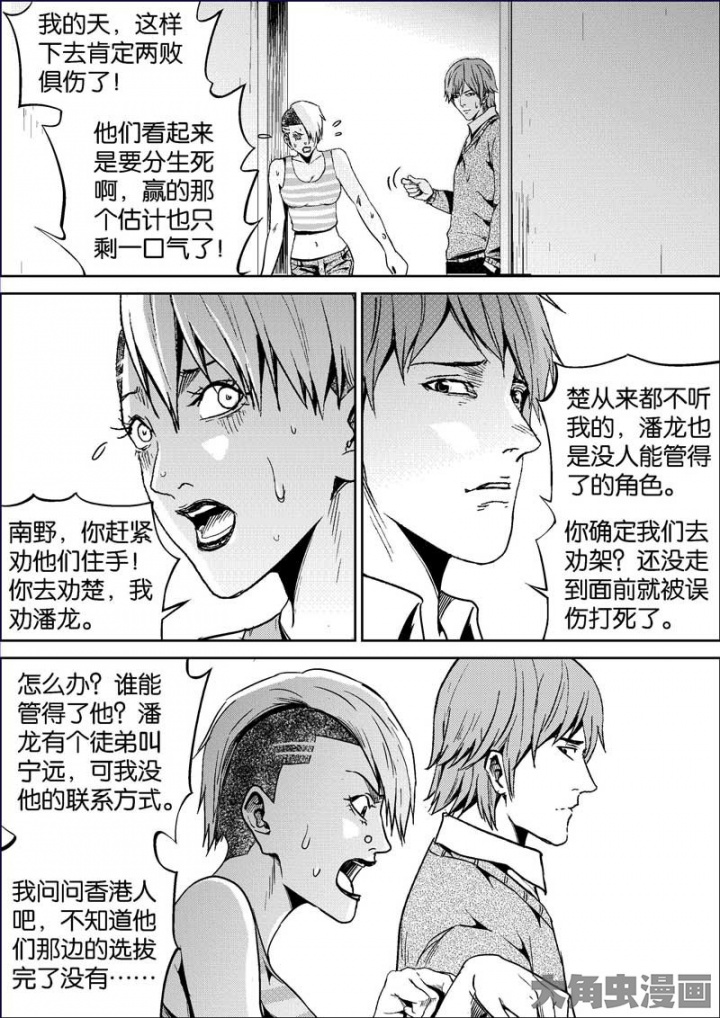 我的天，这样
下去肯定两败
俱伤了！
他们看起来
是要分生死
啊，赢的那
个估计也只
剩一口气了！
南野，你赶紧
劝他们住手！
你去劝楚，我
劝潘龙。
楚从来都不听
我的，潘龙也
是没人能管得
了的角色。
你确定我们去
劝架？还没走
到面前就被误
伤打死了。
怎么办？谁能
管得了他？潘
龙有个徒弟叫
宁远，可我没
他的联系方式。
我问问香港人
吧，不知道他
们那边的选拔
完了没有……
大角虫漫画